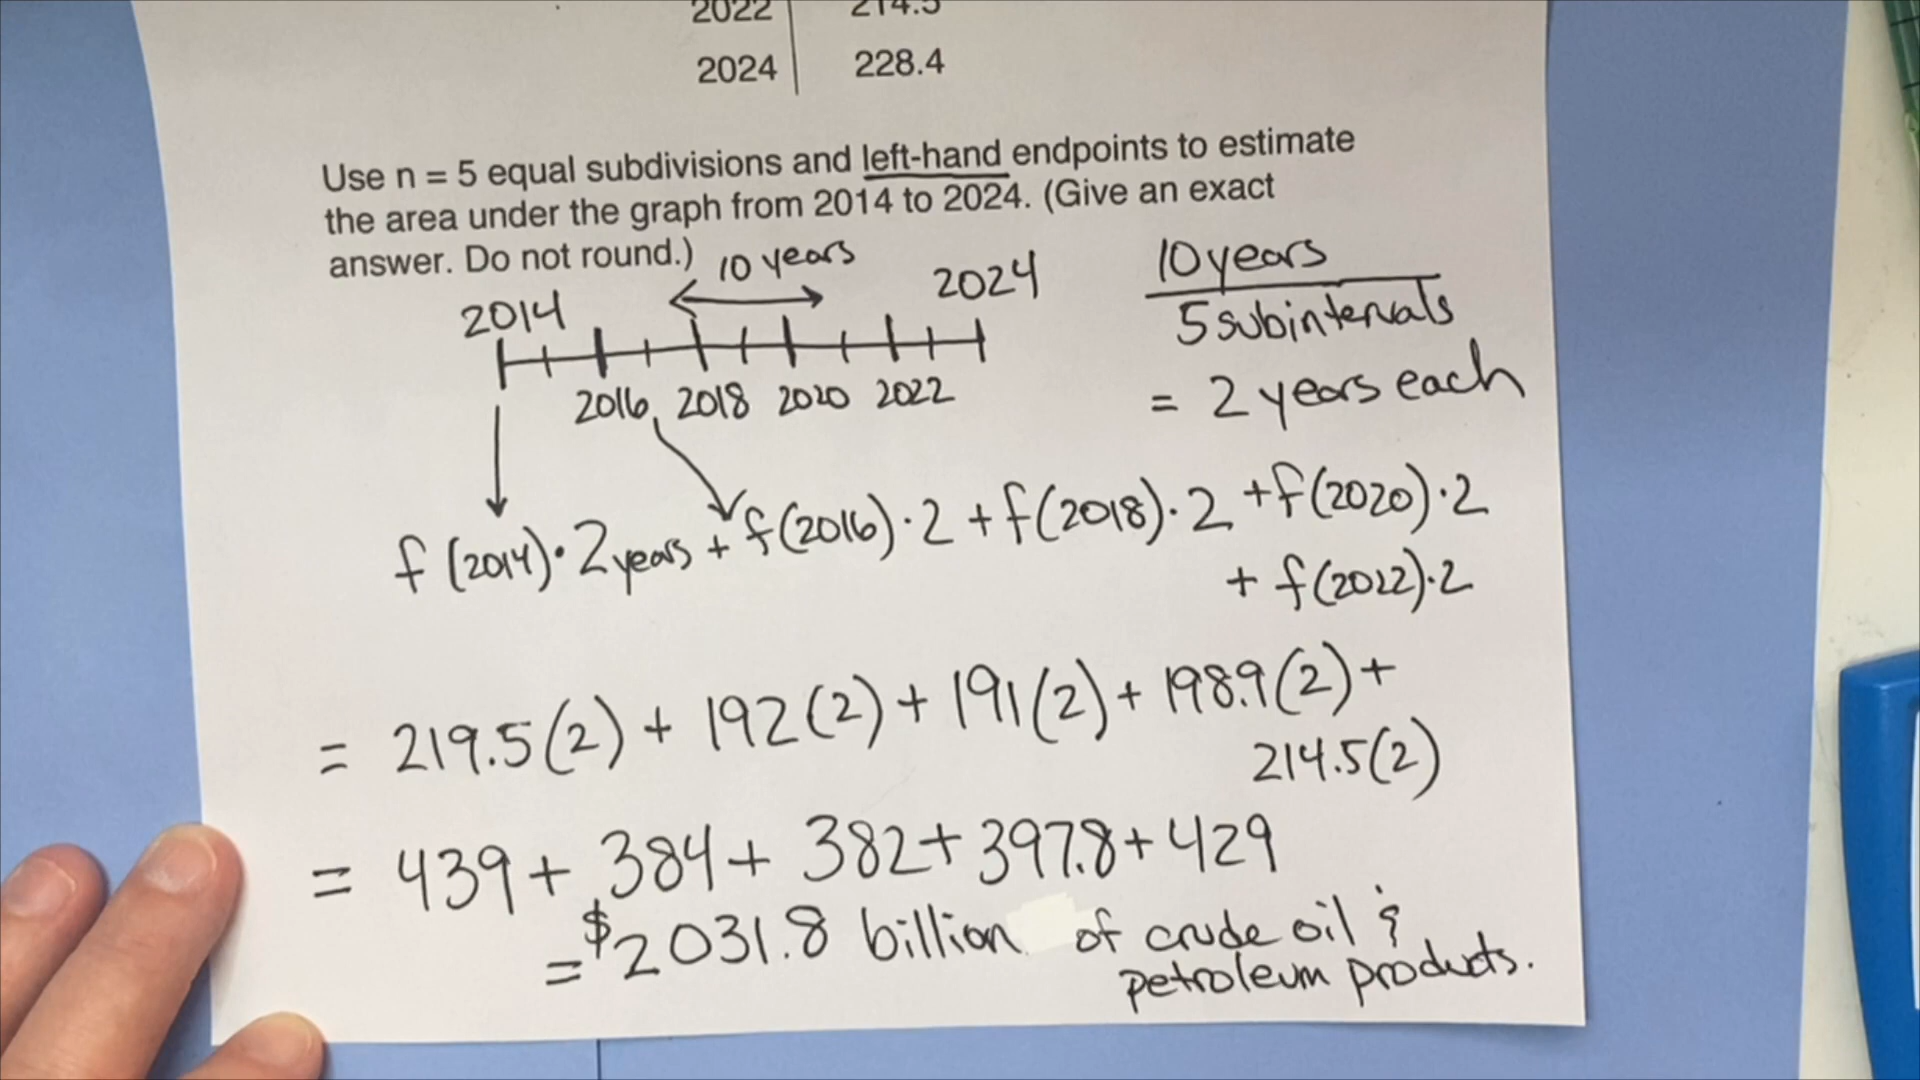 2022 214.5
2024 228.4
Use n = 5 equal subdivisions and left-hand endpoints to estimate
the area under the graph from 2014 to 2024. (Give an exact
answer. Do not round.)
10 years
2014 2024
2016 2018 2020 2022
10 years
5 subintervals
= 2 years each
f(2014)·2 years + f(2016)·2 + f(2018)·2 + f(2020)·2
+ f(2022)·2
= 219.5(2) + 192(2) + 191(2) + 198.9(2) +
214.5(2)
= 439 + 384 + 382 + 397.8 + 429
= $2031.8 billion of crude oil &
petroleum products.